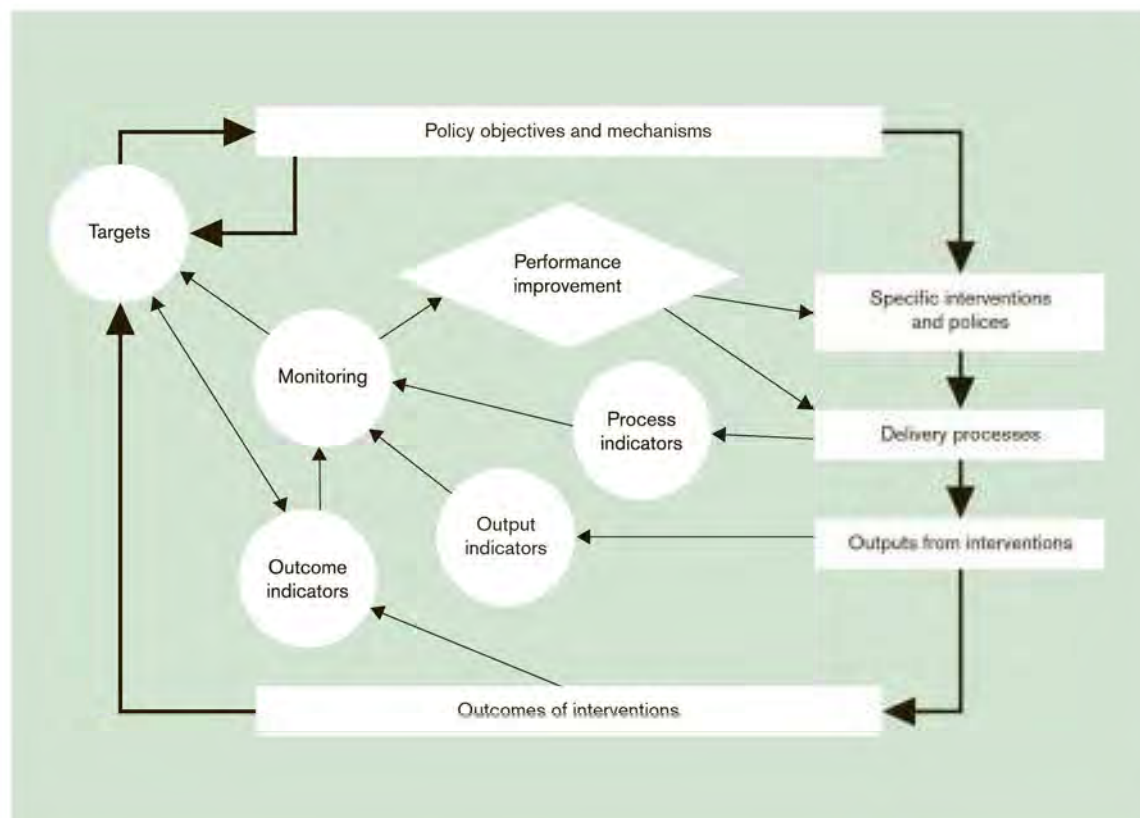 Policy objectives and mechanisms
Targets
Performance
improvement
Specific interventions
and polices
Monitoring
Process
indicators
Delivery processes
Output
indicators
Outputs from interventions
Outcome
indicators
Outcomes of interventions